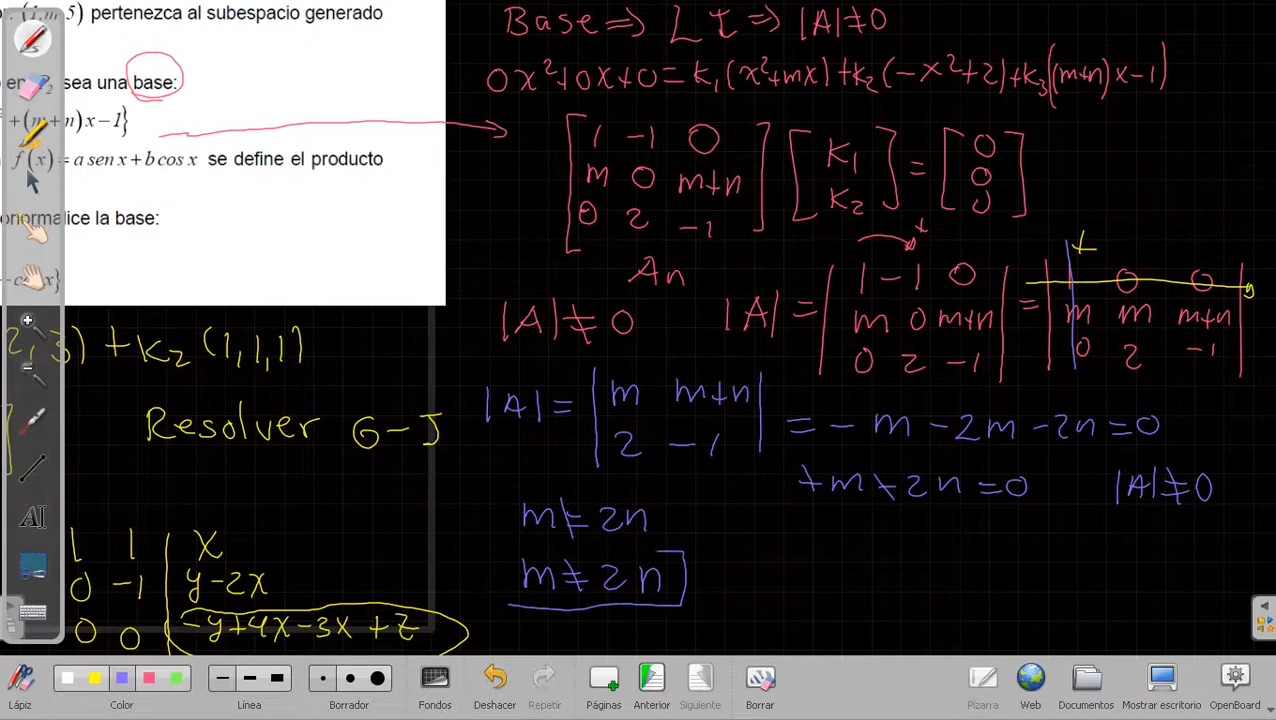 (1,m,5) pertenezca al subespacio generado
sea una base:
+(m+n)x-1}
f(x)=a sen x+b cos x se define el producto
onormalice la base:
x}
Base => L I => |A|≠0
0x²+0x+0=k₁(x²+mx)+k₂(-x²+2)+k₃((m+n)x-1)
1 -1 0
m 0 m+n
0 2 -1
K₁
K₂
=
0
0
0
An
|A|≠0
|A|=
1 -1 0
m 0 m+n
0 2 -1
=
0 0
m m m+n
0 2 -1
+
+
|A|=
m m+n
2 -1
=-m-2m-2n=0
+m+2n=0 |A|≠0
m≠2n
m≠2n
2,3)+k₂(1,1,1)
Resolver G-J
1 1 x
0 -1 y-2x
0 0 -y+4x-3x+z
Lápiz
Color
Línea
Borrador
Fondos
Deshacer
Repetir
Páginas
Anterior
Siguiente
Borrar
Pizarra
Web
Documentos
Mostrar escritorio
OpenBoard